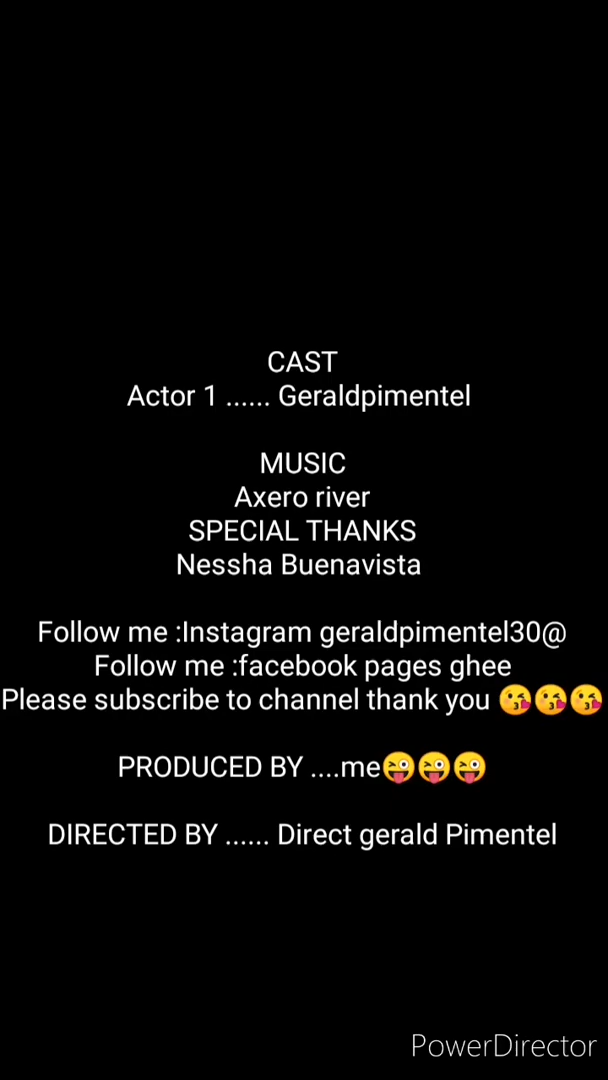 CAST
Actor 1 ...... Geraldpimentel
MUSIC
Axero river
SPECIAL THANKS
Nessha Buenavista
Follow me :Instagram geraldpimentel30@
Follow me :facebook pages ghee
Please subscribe to channel thank you 😘😘😘
PRODUCED BY ....me😜😜😜
DIRECTED BY ...... Direct gerald Pimentel
PowerDirector